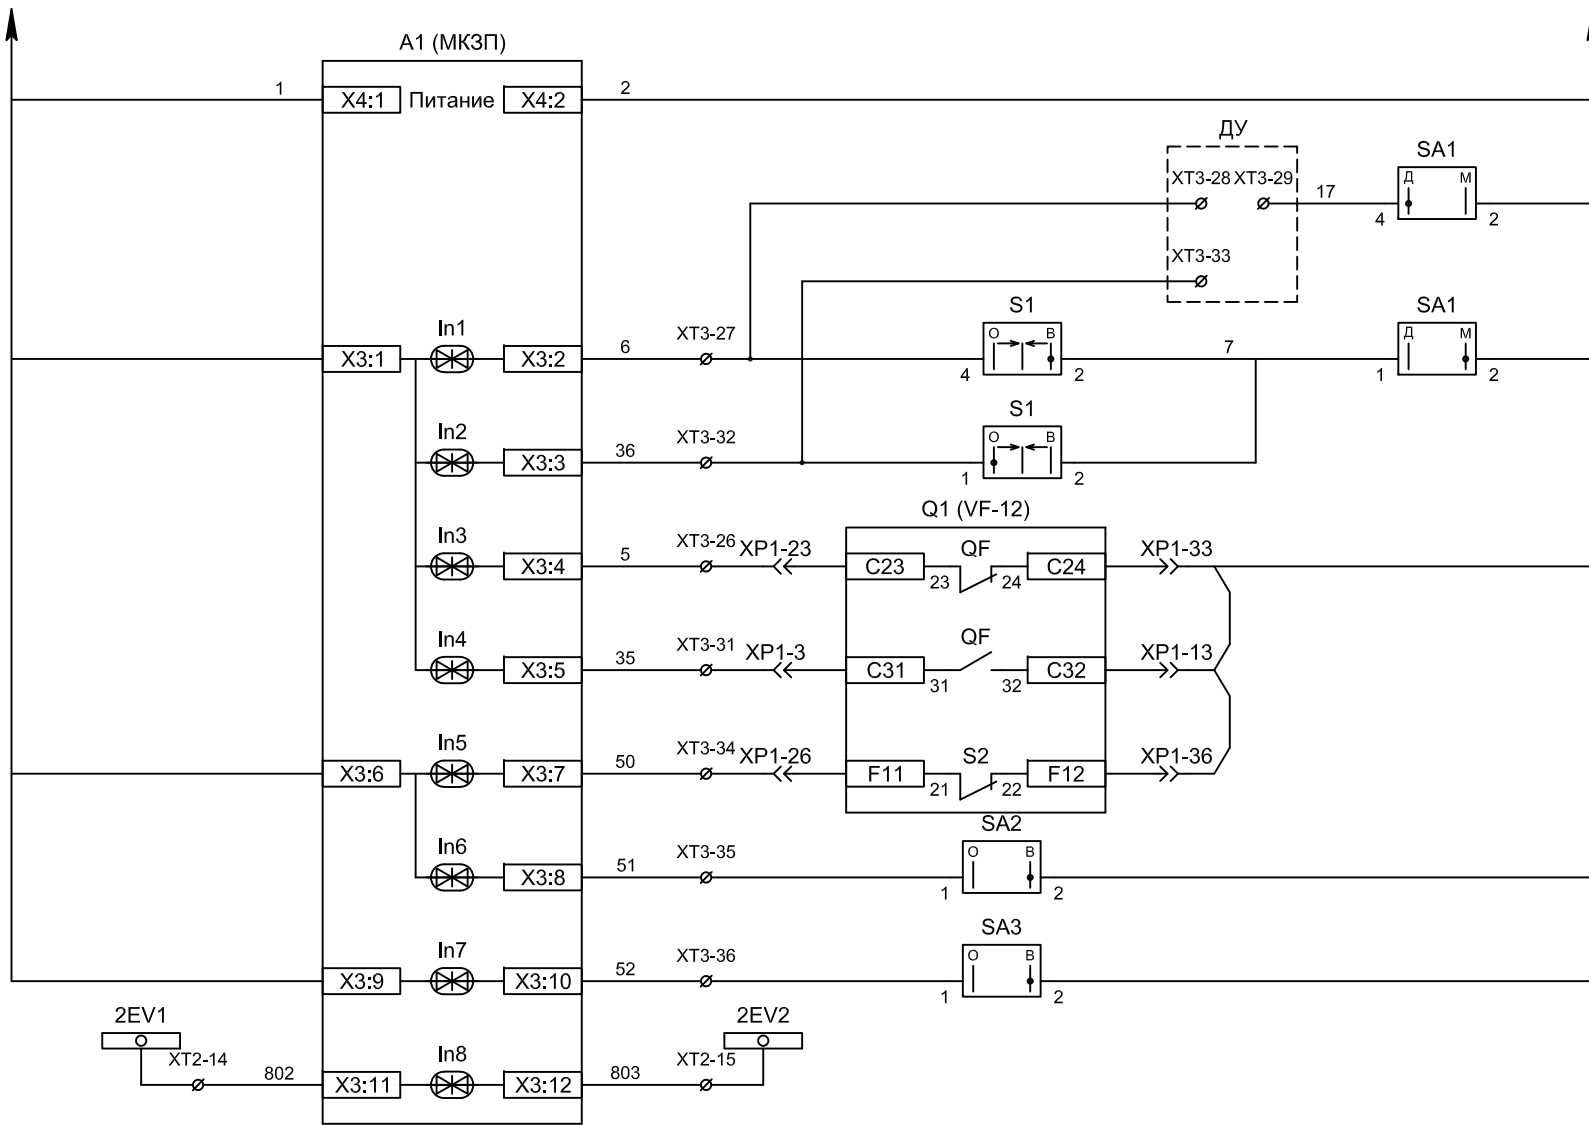 A1 (МКЗП)
1
X4:1
Питание
X4:2
2
ДУ
SA1
XT3-28
XT3-29
17
Д
М
4
2
XT3-33
In1
X3:1
X3:2
6
XT3-27
S1
О
В
4
2
7
SA1
Д
М
1
2
In2
X3:3
36
XT3-32
S1
О
В
1
2
Q1 (VF-12)
In3
X3:4
5
XT3-26
XP1-23
C23
QF
23
24
C24
XP1-33
In4
X3:5
35
XT3-31
XP1-3
C31
QF
31
32
C32
XP1-13
In5
X3:6
X3:7
50
XT3-34
XP1-26
F11
S2
21
22
F12
XP1-36
In6
X3:8
51
XT3-35
SA2
О
В
1
2
In7
X3:9
X3:10
52
XT3-36
SA3
О
В
1
2
2EV1
XT2-14
802
In8
X3:11
X3:12
803
XT2-15
2EV2